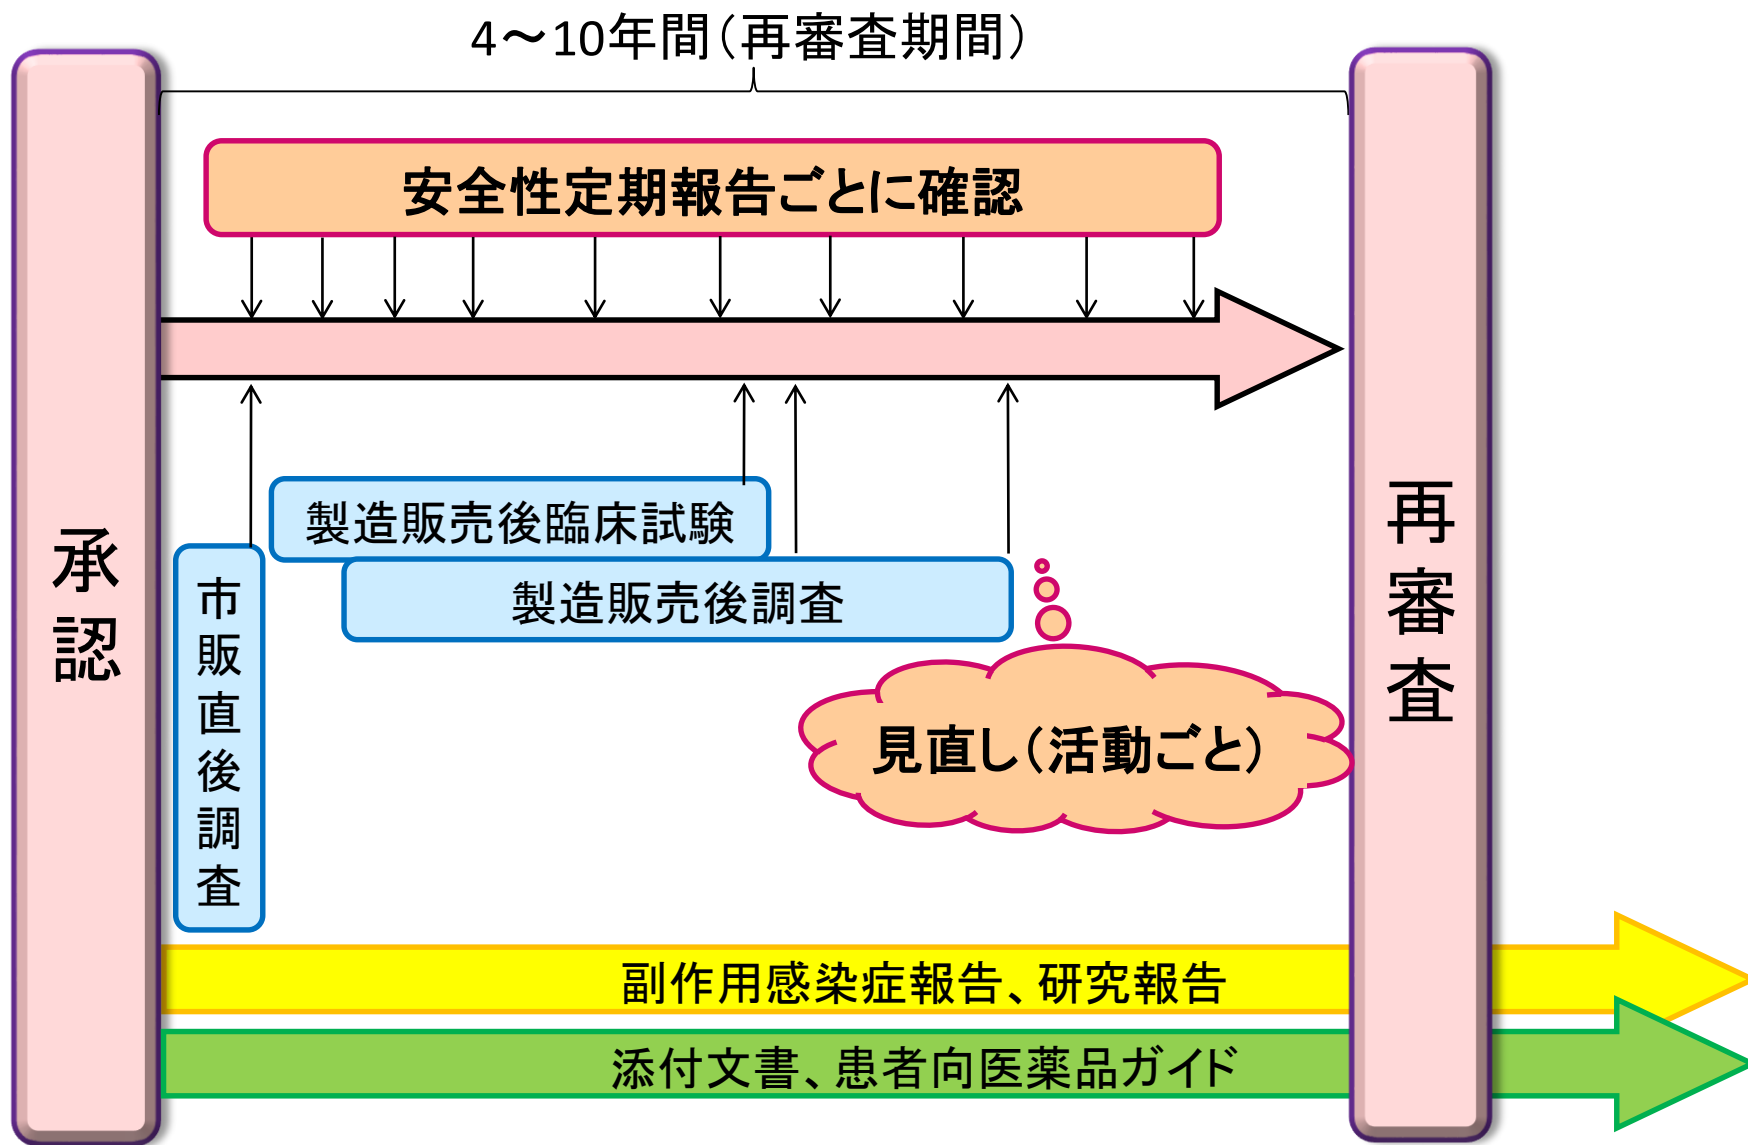 4～10年間（再審査期間）
安全性定期報告ごとに確認
承認
製造販売後臨床試験
製造販売後調査
市販直後調査
見直し（活動ごと）
再審査
副作用感染症報告、研究報告
添付文書、患者向医薬品ガイド